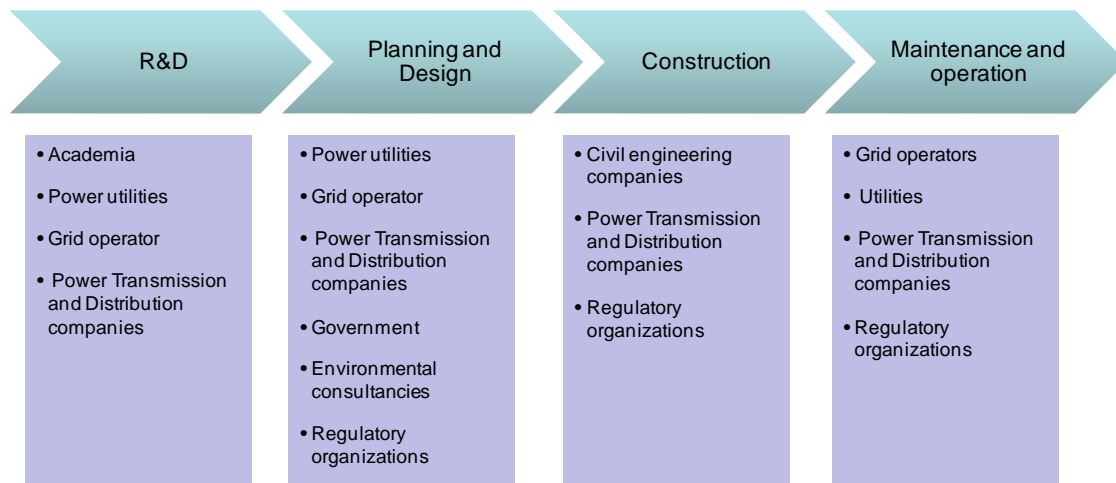 R&D
Planning and
Design
Construction
Maintenance and
operation
• Academia
• Power utilities
• Grid operator
• Power Transmission
and Distribution
companies
• Power utilities
• Grid operator
• Power Transmission
and Distribution
companies
• Government
• Environmental
consultancies
• Regulatory
organizations
• Civil engineering
companies
• Power Transmission
and Distribution
companies
• Regulatory
organizations
• Grid operators
• Utilities
• Power Transmission
and Distribution
companies
• Regulatory
organizations